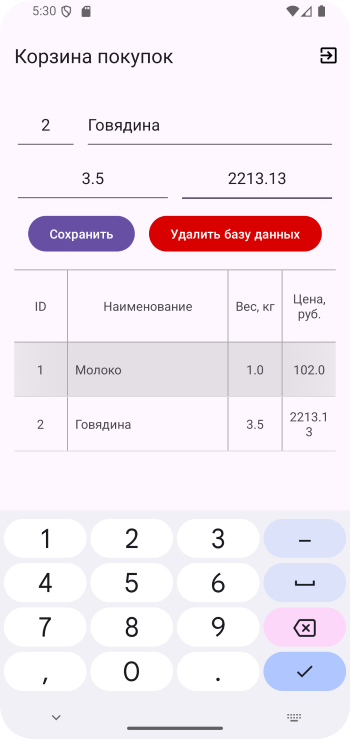 5:30
Корзина покупок
2 Говядина
3.5 2213.13
Сохранить Удалить базу данных
ID Наименование Вес, кг Цена, руб.
1 Молоко 1.0 102.0
2 Говядина 3.5 2213.13
1 2 3 –
4 5 6
7 8 9
, 0 .